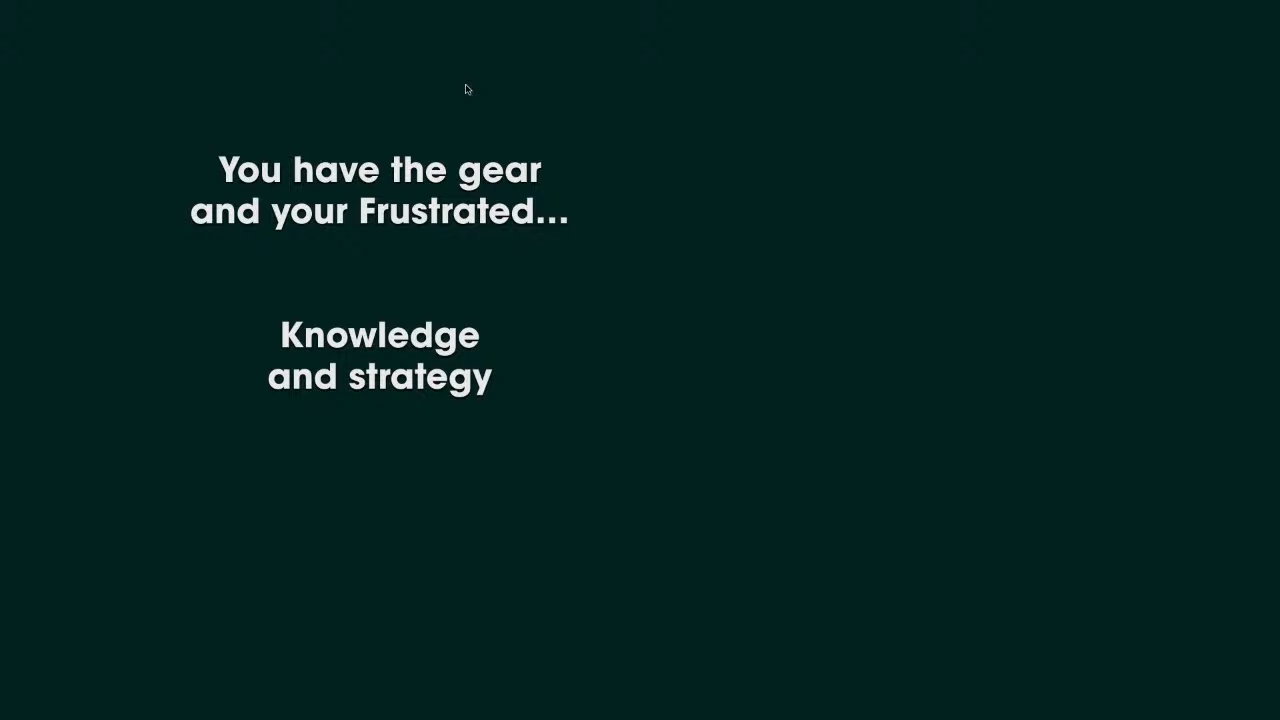 You have the gear
and your Frustrated...
Knowledge
and strategy